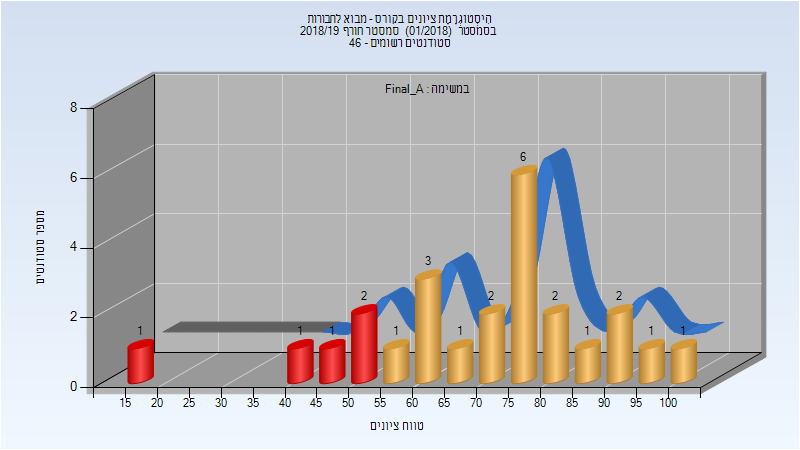 היסטוגרמת ציונים בקורס - מבוא לחבורות
בסמסטר (01/2018) סמסטר חורף 2018/19
סטודנטים רשומים - 46
במשימה : Final_A
מספר סטודנטים
8
6
4
2
0
1
1
1
2
1
3
1
2
6
2
1
2
1
1
15 20 25 30 35 40 45 50 55 60 65 70 75 80 85 90 95 100
טווח ציונים